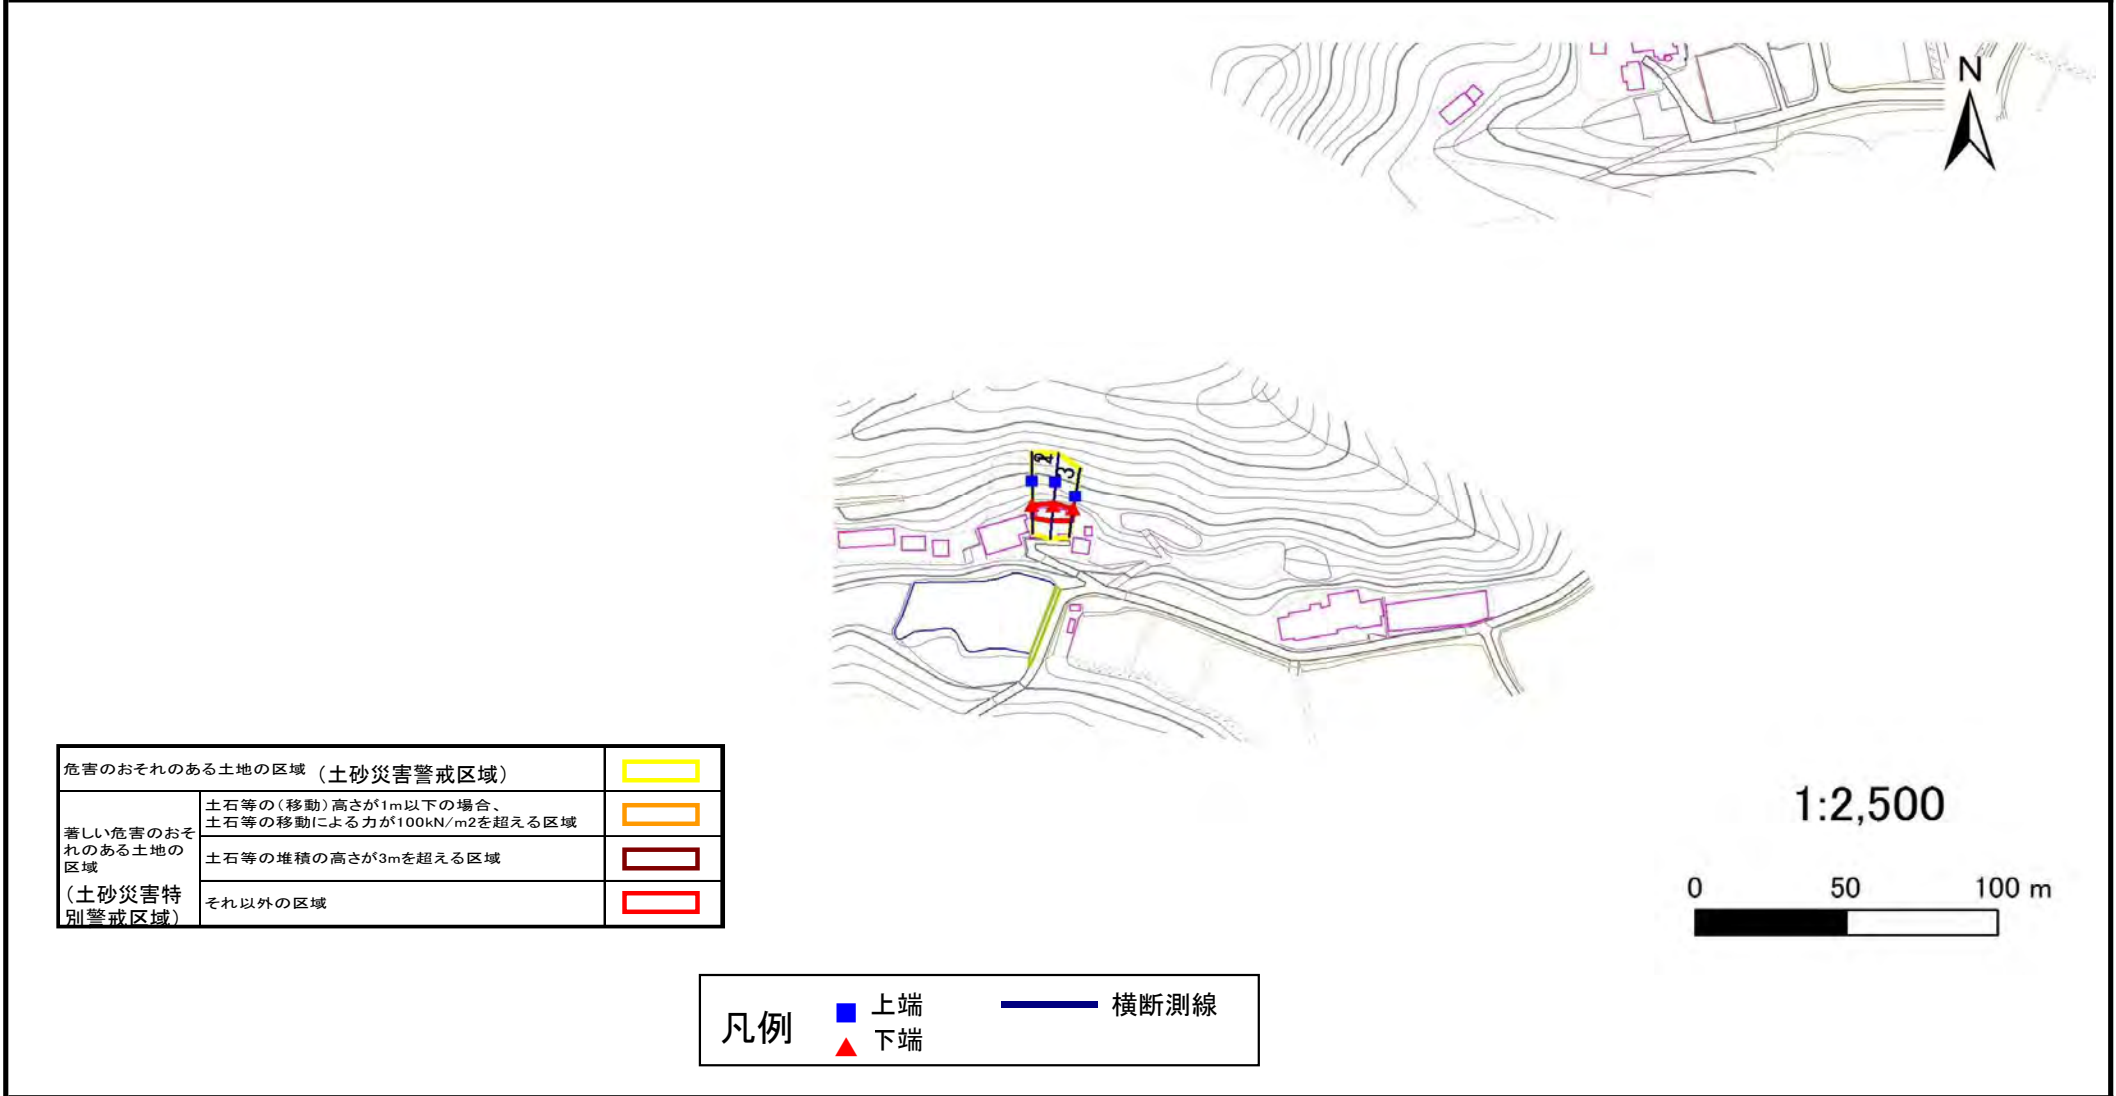 N
2
3
危害のおそれのある土地の区域 (土砂災害警戒区域)
著しい危害のおそ
れのある土地の
区域
(土砂災害特
別警戒区域)
土石等の(移動)高さが1m以下の場合、
土石等の移動による力が100kN/m2を超える区域
土石等の堆積の高さが3mを超える区域
それ以外の区域
1:2,500
0 50 100 m
凡例
上端
下端
横断測線